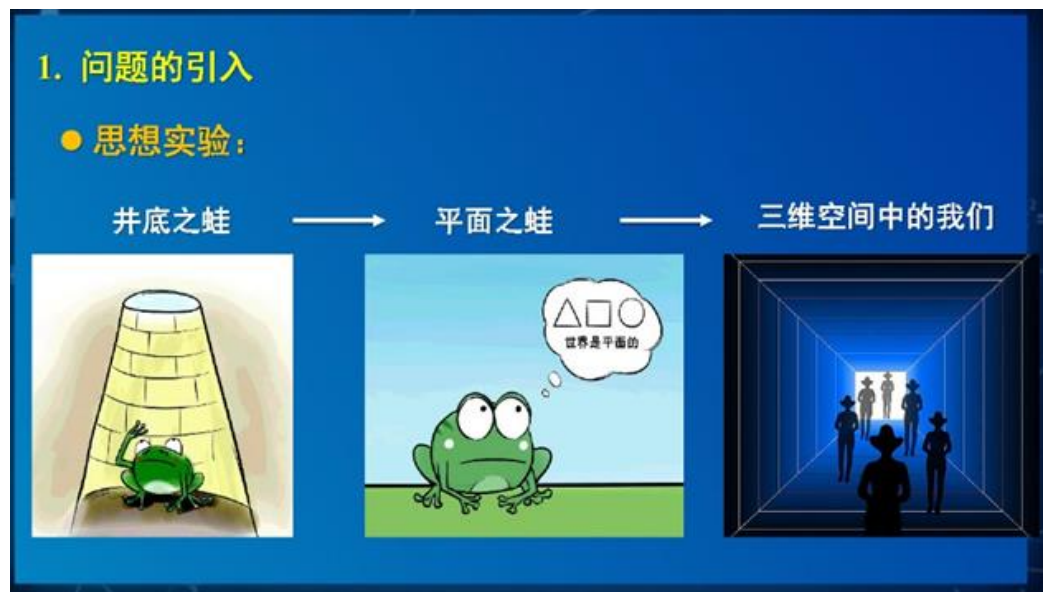 1. 问题的引入
● 思想实验：
井底之蛙
平面之蛙
三维空间中的我们
世界是平面的